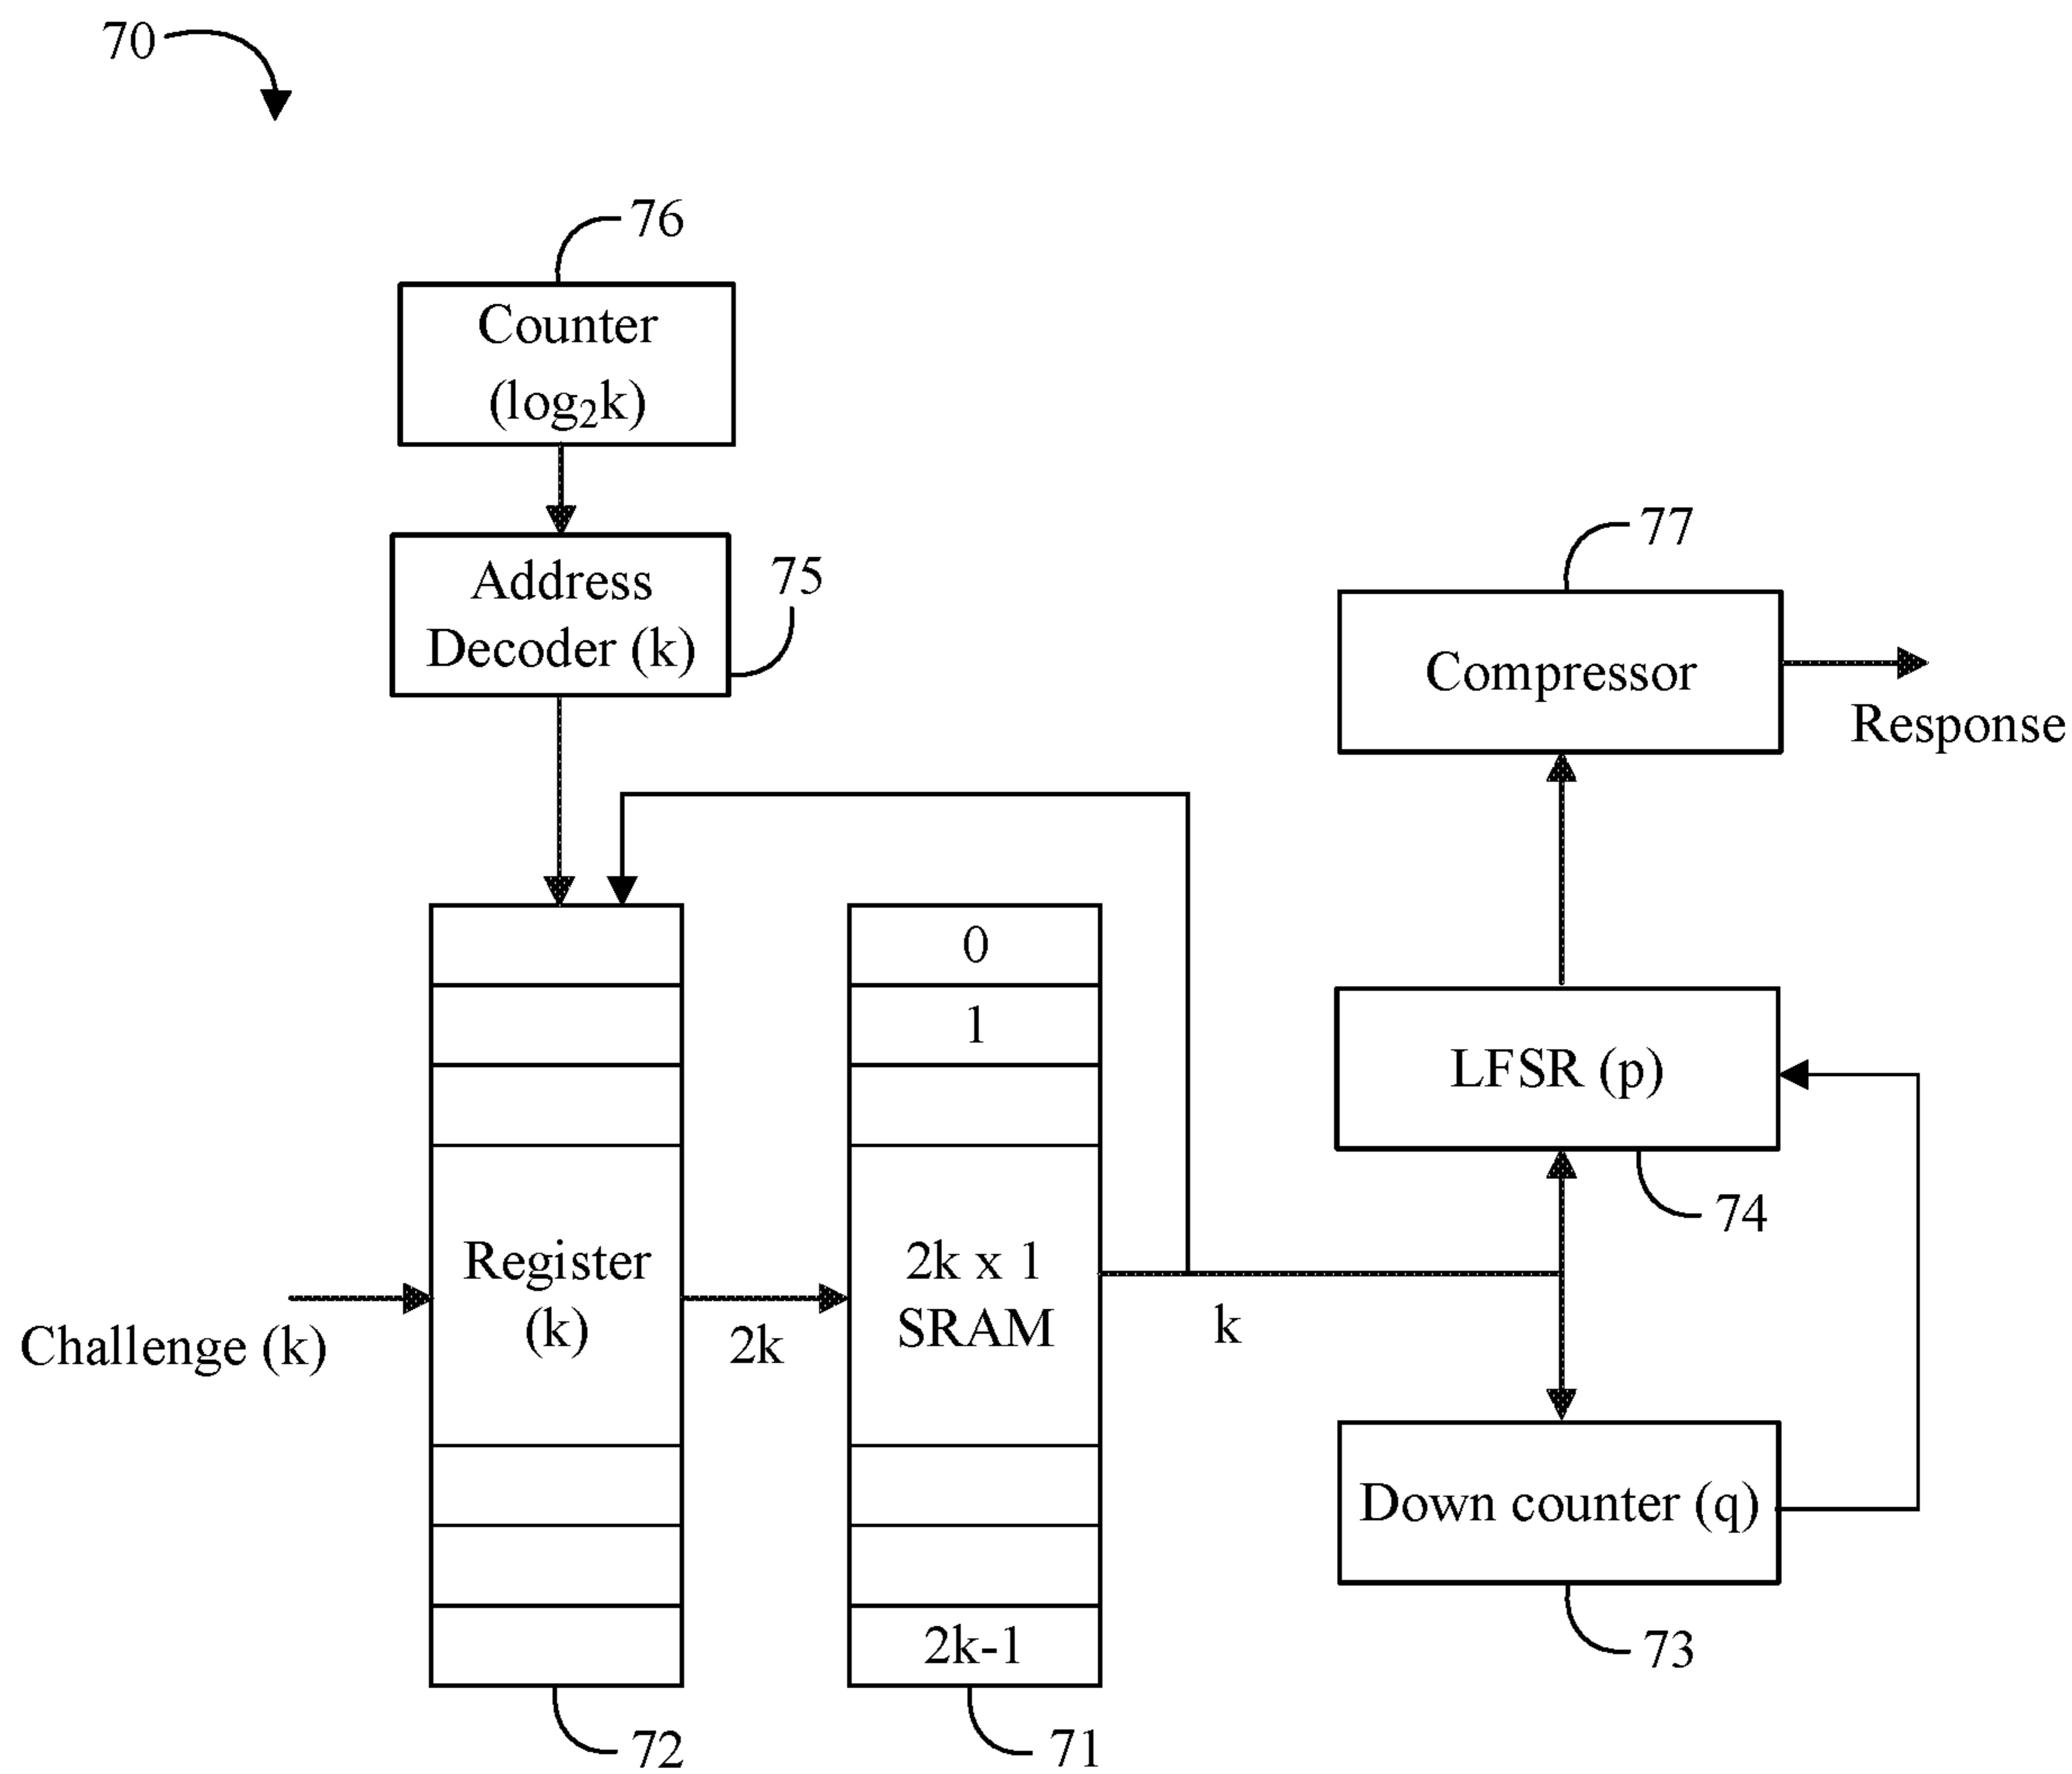 70
76
Counter
(log₂k)
75
Address
Decoder (k)
77
Compressor
Response
0
1
LFSR (p)
74
Register
(k)
2k x 1
SRAM
Challenge (k)
2k
k
Down counter (q)
2k-1
73
72
71